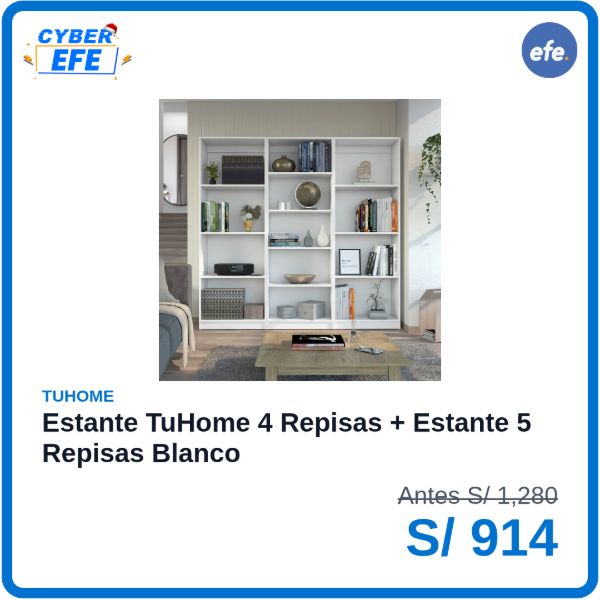 CYBER
EFE
efe.
TUHOME
Estante TuHome 4 Repisas + Estante 5
Repisas Blanco
Antes S/ 1,280
S/ 914